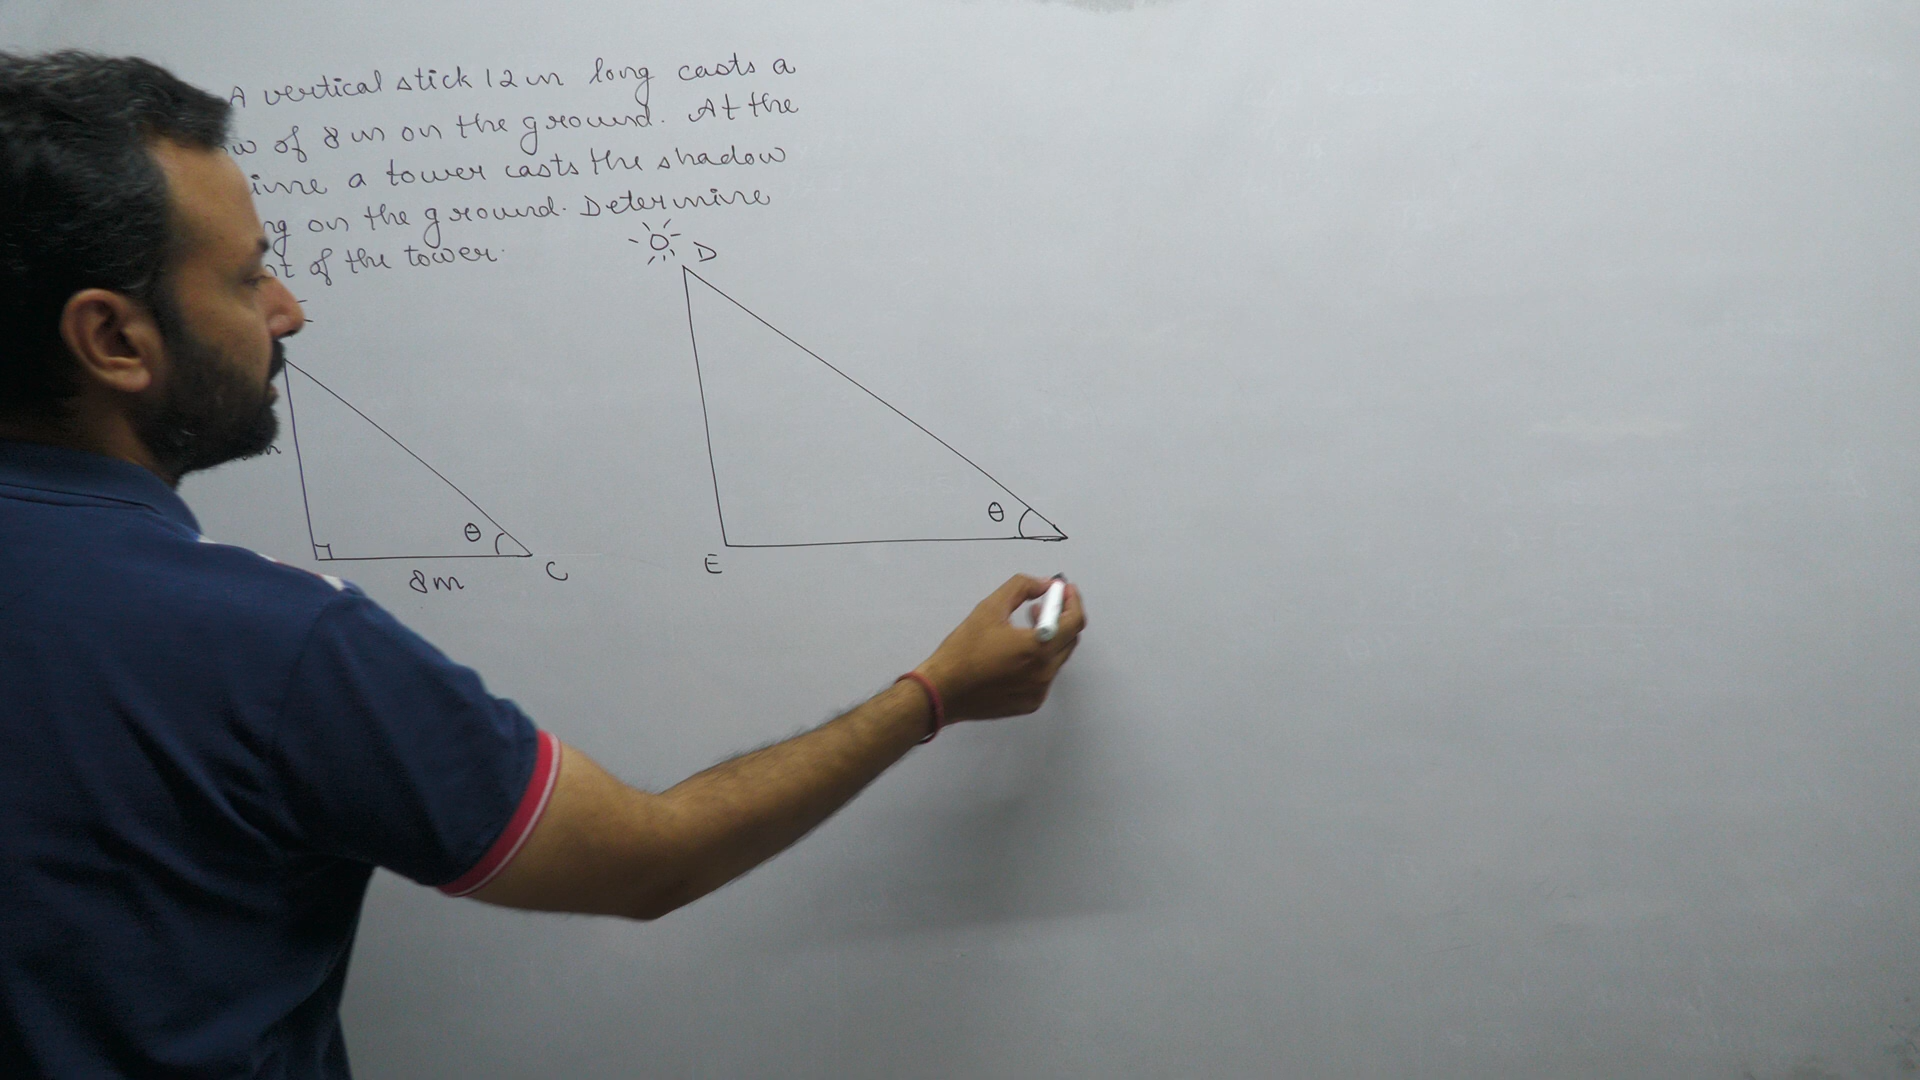 A vertical stick 12 m long casts a
of 8 m on the ground. At the
a tower casts the shadow
on the ground. Determine
of the tower.
D
θ
θ
E
8m
C